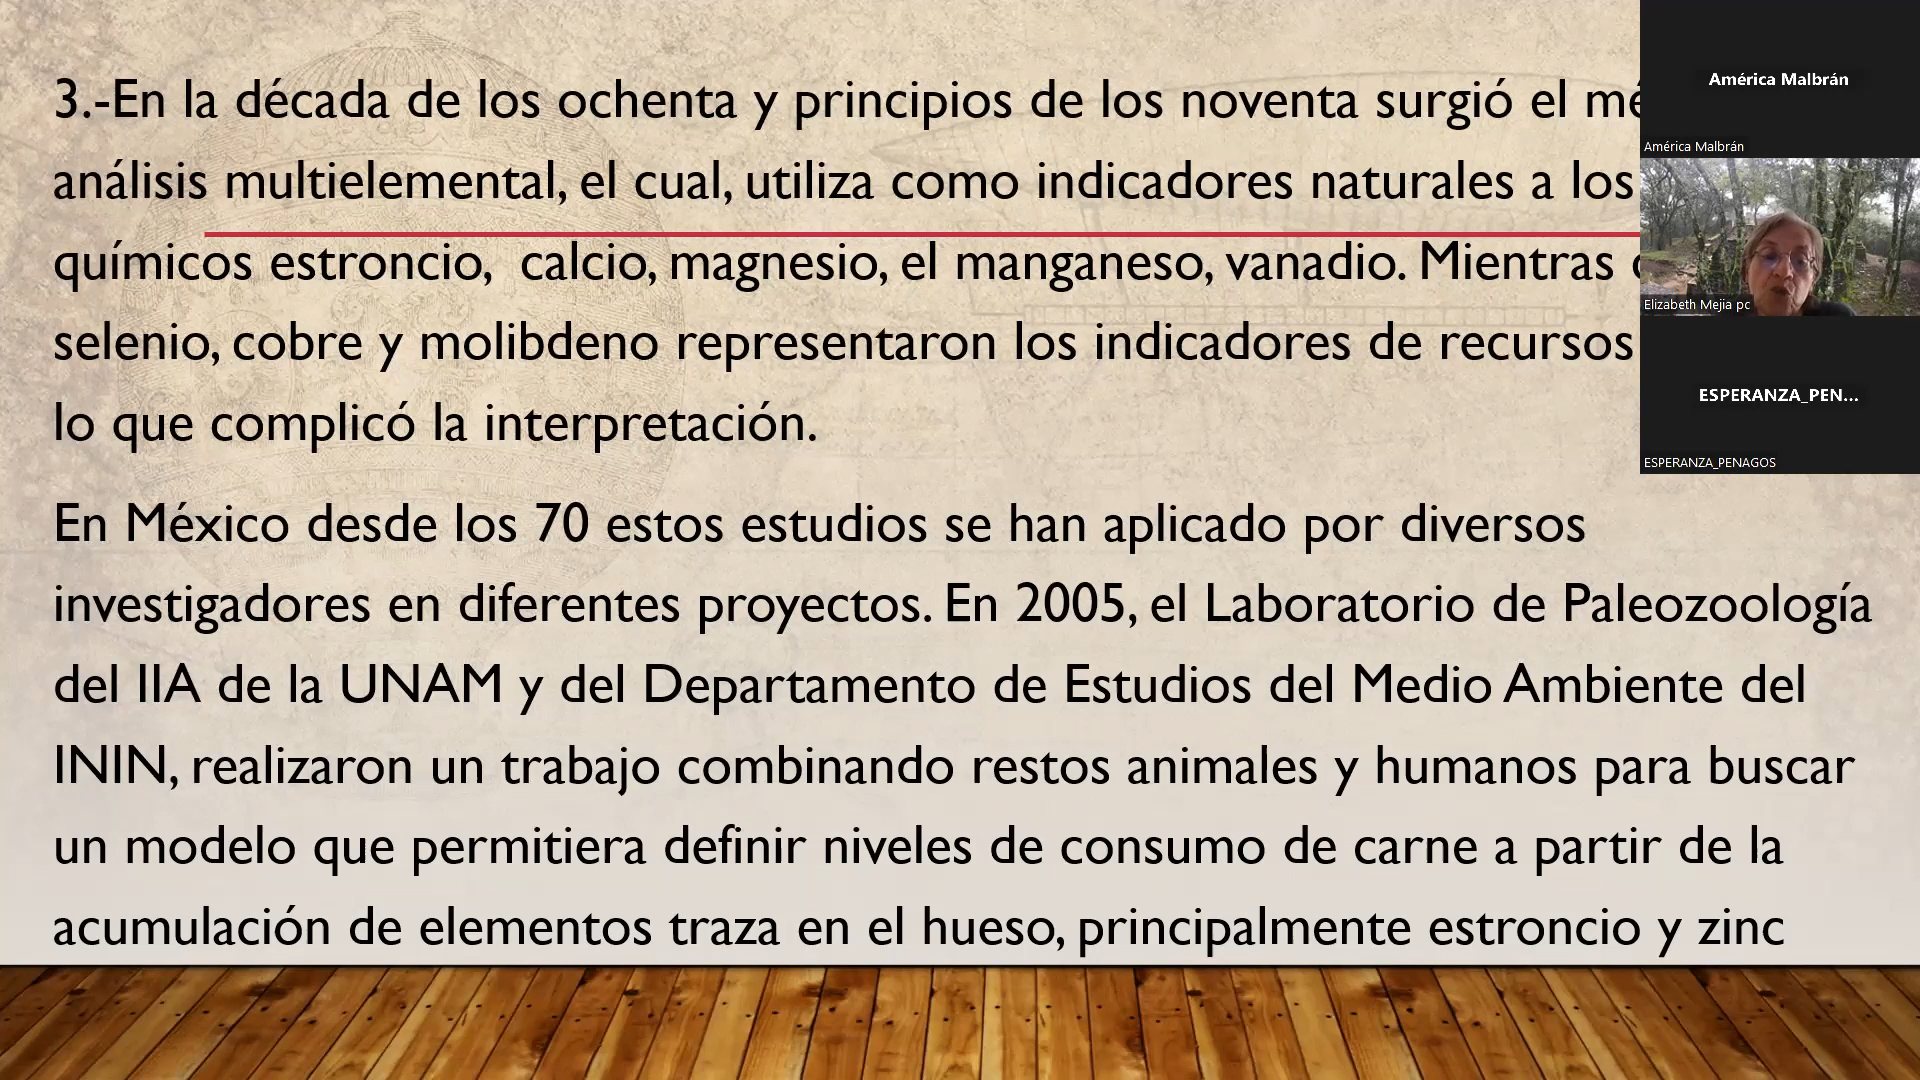 3.-En la década de los ochenta y principios de los noventa surgió el
análisis multielemental, el cual, utiliza como indicadores naturales a los
químicos estroncio,  calcio, magnesio, el manganeso, vanadio. Mientras
selenio, cobre y molibdeno representaron los indicadores de recursos
lo que complicó la interpretación.
En México desde los 70 estos estudios se han aplicado por diversos
investigadores en diferentes proyectos. En 2005, el Laboratorio de Paleozoología
del IIA de la UNAM y del Departamento de Estudios del Medio Ambiente del
ININ, realizaron un trabajo combinando restos animales y humanos para buscar
un modelo que permitiera definir niveles de consumo de carne a partir de la
acumulación de elementos traza en el hueso, principalmente estroncio y zinc
América Malbrán
América Malbrán
Elizabeth Mejia pc
ESPERANZA_PEN...
ESPERANZA_PENAGOS